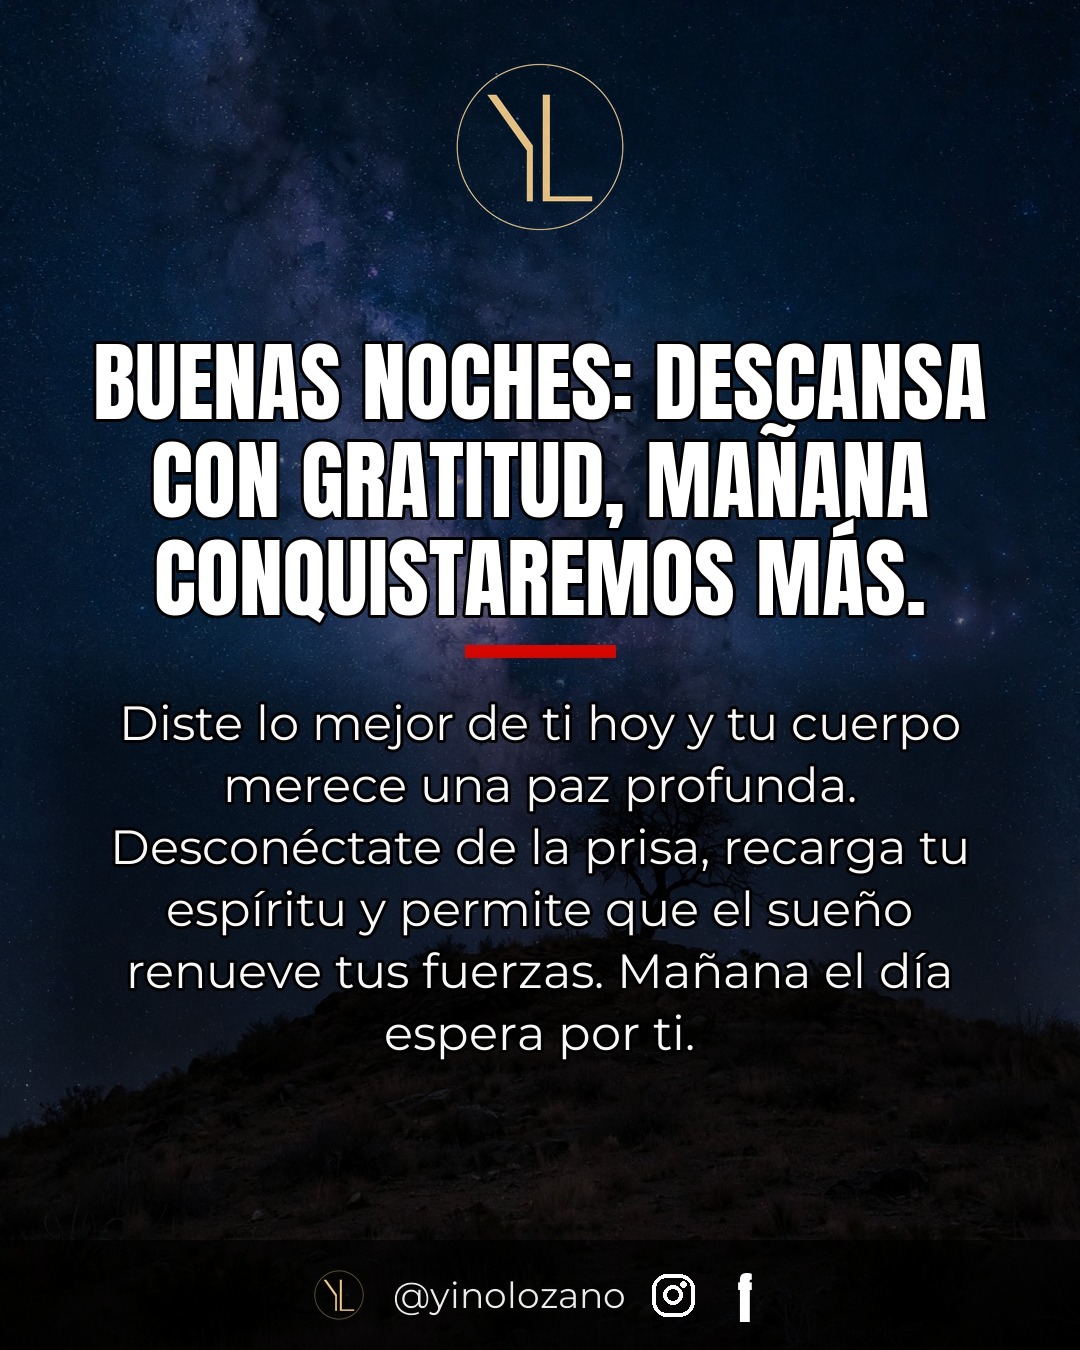 YL
BUENAS NOCHES: DESCANSA
CON GRATITUD, MAÑANA
CONQUISTAREMOS MÁS.
Diste lo mejor de ti hoy y tu cuerpo
merece una paz profunda.
Desconéctate de la prisa, recarga tu
espíritu y permite que el sueño
renueve tus fuerzas. Mañana el día
espera por ti.
YL @yinolozano